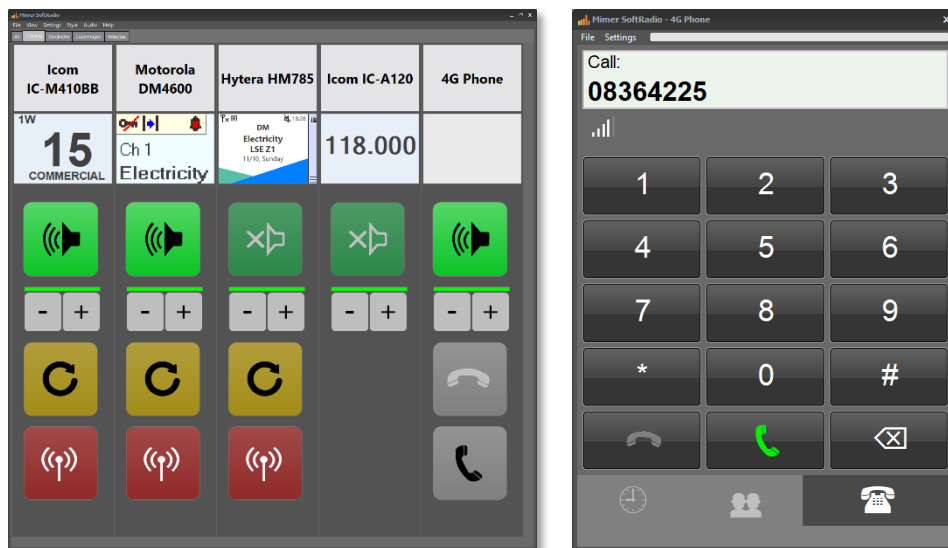 Mimer SoftRadio
File View Settings Style Audio Help
Icom
IC-M410BB
Motorola
DM4600
Hytera HM785
Icom IC-A120
4G Phone
1W
15
COMMERCIAL
Ch 1
Electricity
18:28
DM
Electricity
LSE Z1
11/10, Sunday
118.000
- +
- +
- +
- +
- +
Mimer SoftRadio - 4G Phone
x
File Settings
Call:
08364225
1 2 3
4 5 6
7 8 9
* 0 #